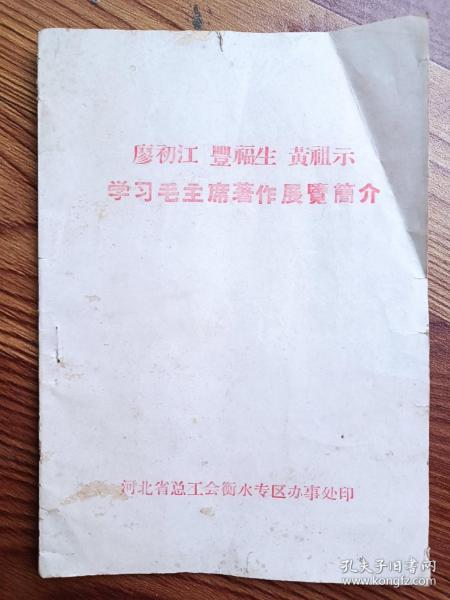 廖初江 豐福生 黃祖示
学习毛主席著作展覽簡介
河北省总工会衡水专区办事处印
孔夫子旧书网
www.kongfz.com